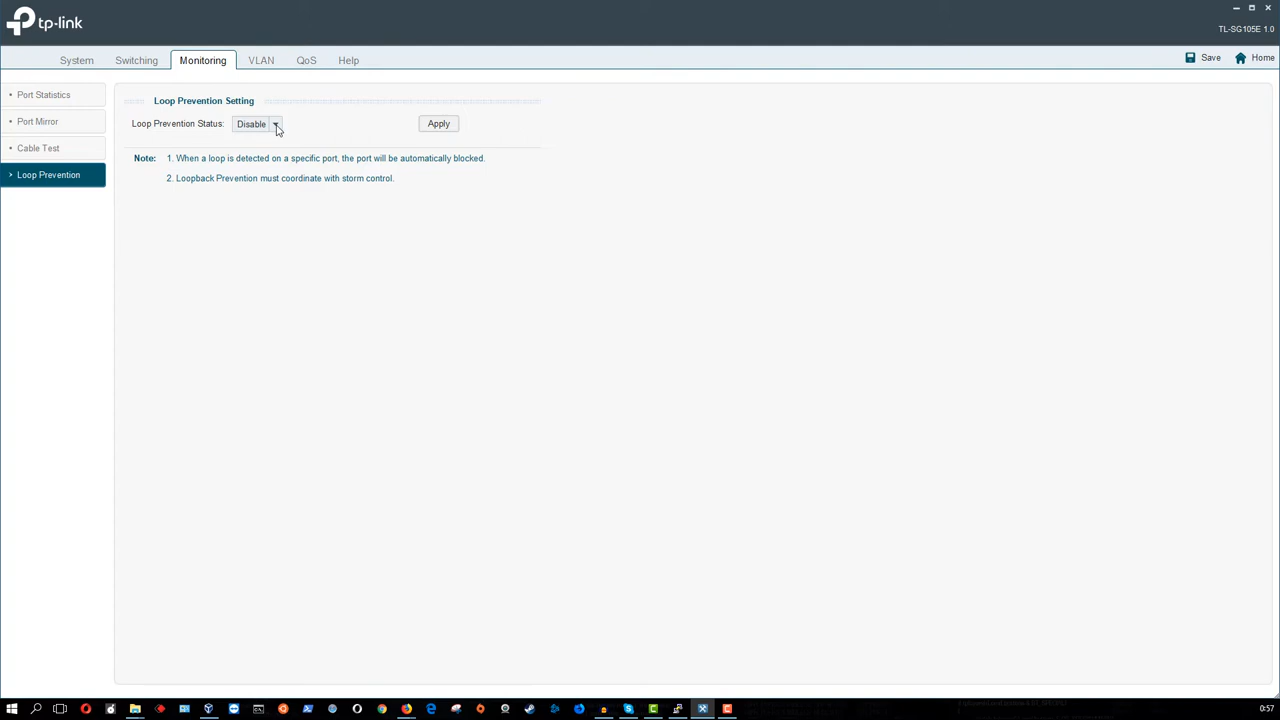 tp-link
TL-SG105E 1.0
System Switching Monitoring VLAN QoS Help Save Home
Port Statistics
Port Mirror
Cable Test
Loop Prevention
Loop Prevention Setting
Loop Prevention Status: Disable Apply
Note: 1. When a loop is detected on a specific port, the port will be automatically blocked.
2. Loopback Prevention must coordinate with storm control.
0:57